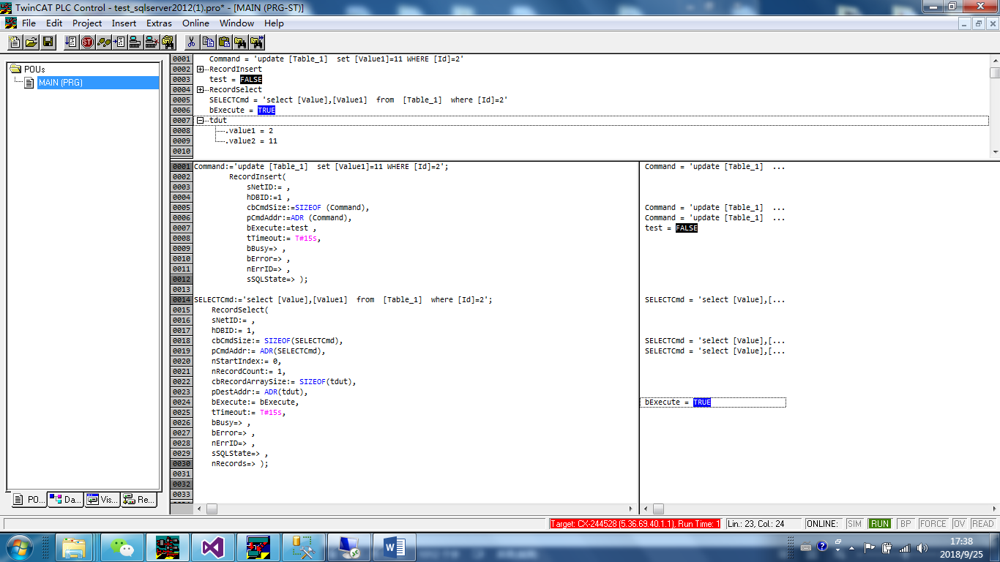 TwinCAT PLC Control - test_sqlserver2012(1).pro* - [MAIN (PRG-ST)]
File Edit Project Insert Extras Online Window Help
POUs
MAIN (PRG)
0001 Command = 'update [Table_1]  set [Value1]=11 WHERE [Id]=2'
0002 RecordInsert
0003 test = FALSE
0004 RecordSelect
0005 SELECTCmd = 'select [Value],[Value1]  from  [Table_1]  where [Id]=2'
0006 bExecute = TRUE
0007 tdut
0008 .value1 = 2
0009 .value2 = 11
0010
0001 Command:='update [Table_1]  set [Value1]=11 WHERE [Id]=2'; Command = 'update [Table_1]  ...
0002 RecordInsert(
0003 sNetID:= ,
0004 hDBID:=1 ,
0005 cbCmdSize:=SIZEOF (Command), Command = 'update [Table_1]  ...
0006 pCmdAddr:=ADR (Command), Command = 'update [Table_1]  ...
0007 bExecute:=test , test = FALSE
0008 tTimeout:= T#15s,
0009 bBusy=> ,
0010 bError=> ,
0011 nErrID=> ,
0012 sSQLState=> );
0013
0014 SELECTCmd:='select [Value],[Value1]  from  [Table_1]  where [Id]=2'; SELECTCmd = 'select [Value],[...
0015 RecordSelect(
0016 sNetID:= ,
0017 hDBID:= 1,
0018 cbCmdSize:= SIZEOF(SELECTCmd), SELECTCmd = 'select [Value],[...
0019 pCmdAddr:= ADR(SELECTCmd), SELECTCmd = 'select [Value],[...
0020 nStartIndex:= 0,
0021 nRecordCount:= 1,
0022 cbRecordArraySize:= SIZEOF(tdut),
0023 pDestAddr:= ADR(tdut),
0024 bExecute:= bExecute, bExecute = TRUE
0025 tTimeout:= T#15s,
0026 bBusy=> ,
0027 bError=> ,
0028 nErrID=> ,
0029 sSQLState=> ,
0030 nRecords=> );
0031
0032
0033
PO... Da... Vis... Re...
Target: CX-244528 (5.36.69.40.1.1), Run Time: 1 Lin.: 23, Col.: 24 ONLINE: SIM RUN BP FORCE OV READ
17:38
2018/9/25